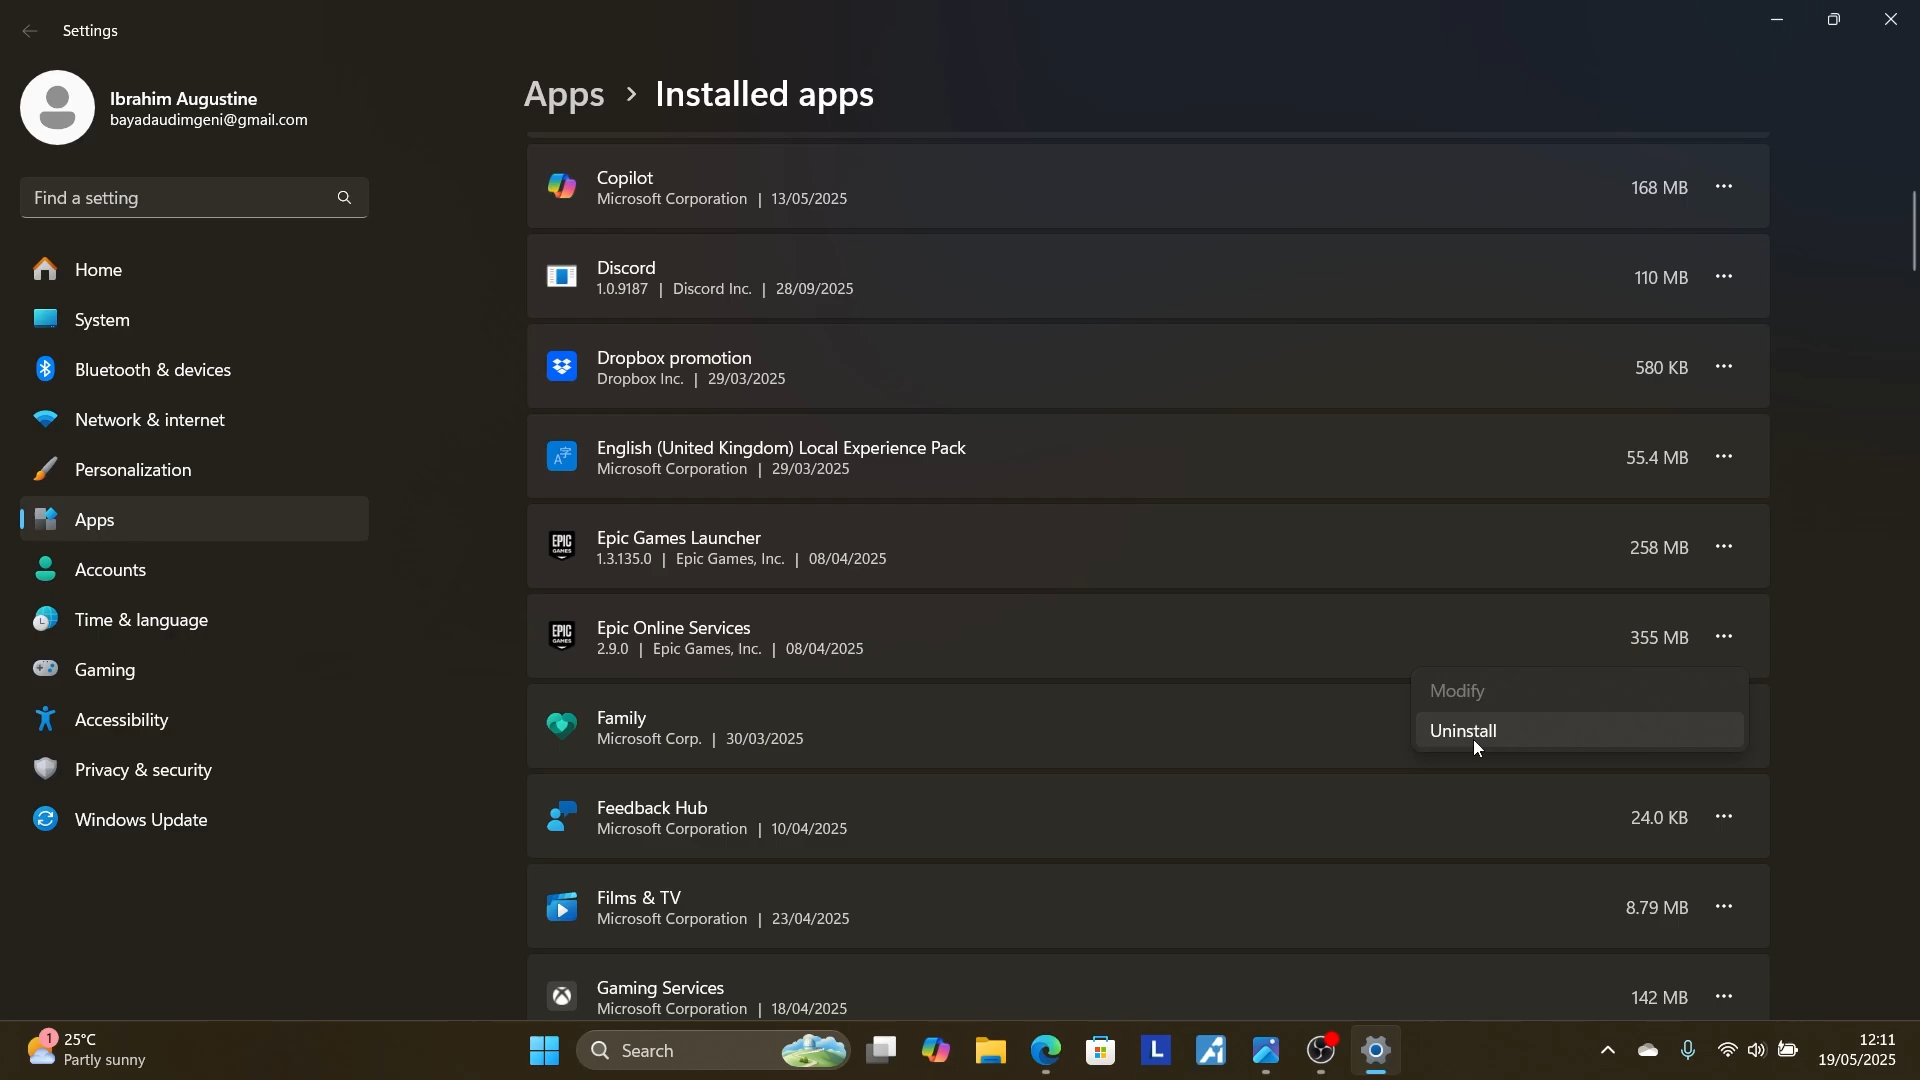 Settings
Ibrahim Augustine
bayadaudimgeni@gmail.com
Find a setting
Home
System
Bluetooth & devices
Network & internet
Personalization
Apps
Accounts
Time & language
Gaming
Accessibility
Privacy & security
Windows Update
Apps > Installed apps
Copilot
Microsoft Corporation | 13/05/2025
168 MB
Discord
1.0.9187 | Discord Inc. | 28/09/2025
110 MB
Dropbox promotion
Dropbox Inc. | 29/03/2025
580 KB
English (United Kingdom) Local Experience Pack
Microsoft Corporation | 29/03/2025
55.4 MB
Epic Games Launcher
1.3.135.0 | Epic Games, Inc. | 08/04/2025
258 MB
Epic Online Services
2.9.0 | Epic Games, Inc. | 08/04/2025
355 MB
Modify
Uninstall
Family
Microsoft Corp. | 30/03/2025
Feedback Hub
Microsoft Corporation | 10/04/2025
24.0 KB
Films & TV
Microsoft Corporation | 23/04/2025
8.79 MB
Gaming Services
Microsoft Corporation | 18/04/2025
142 MB
1
25°C
Partly sunny
Search
L
12:11
19/05/2025